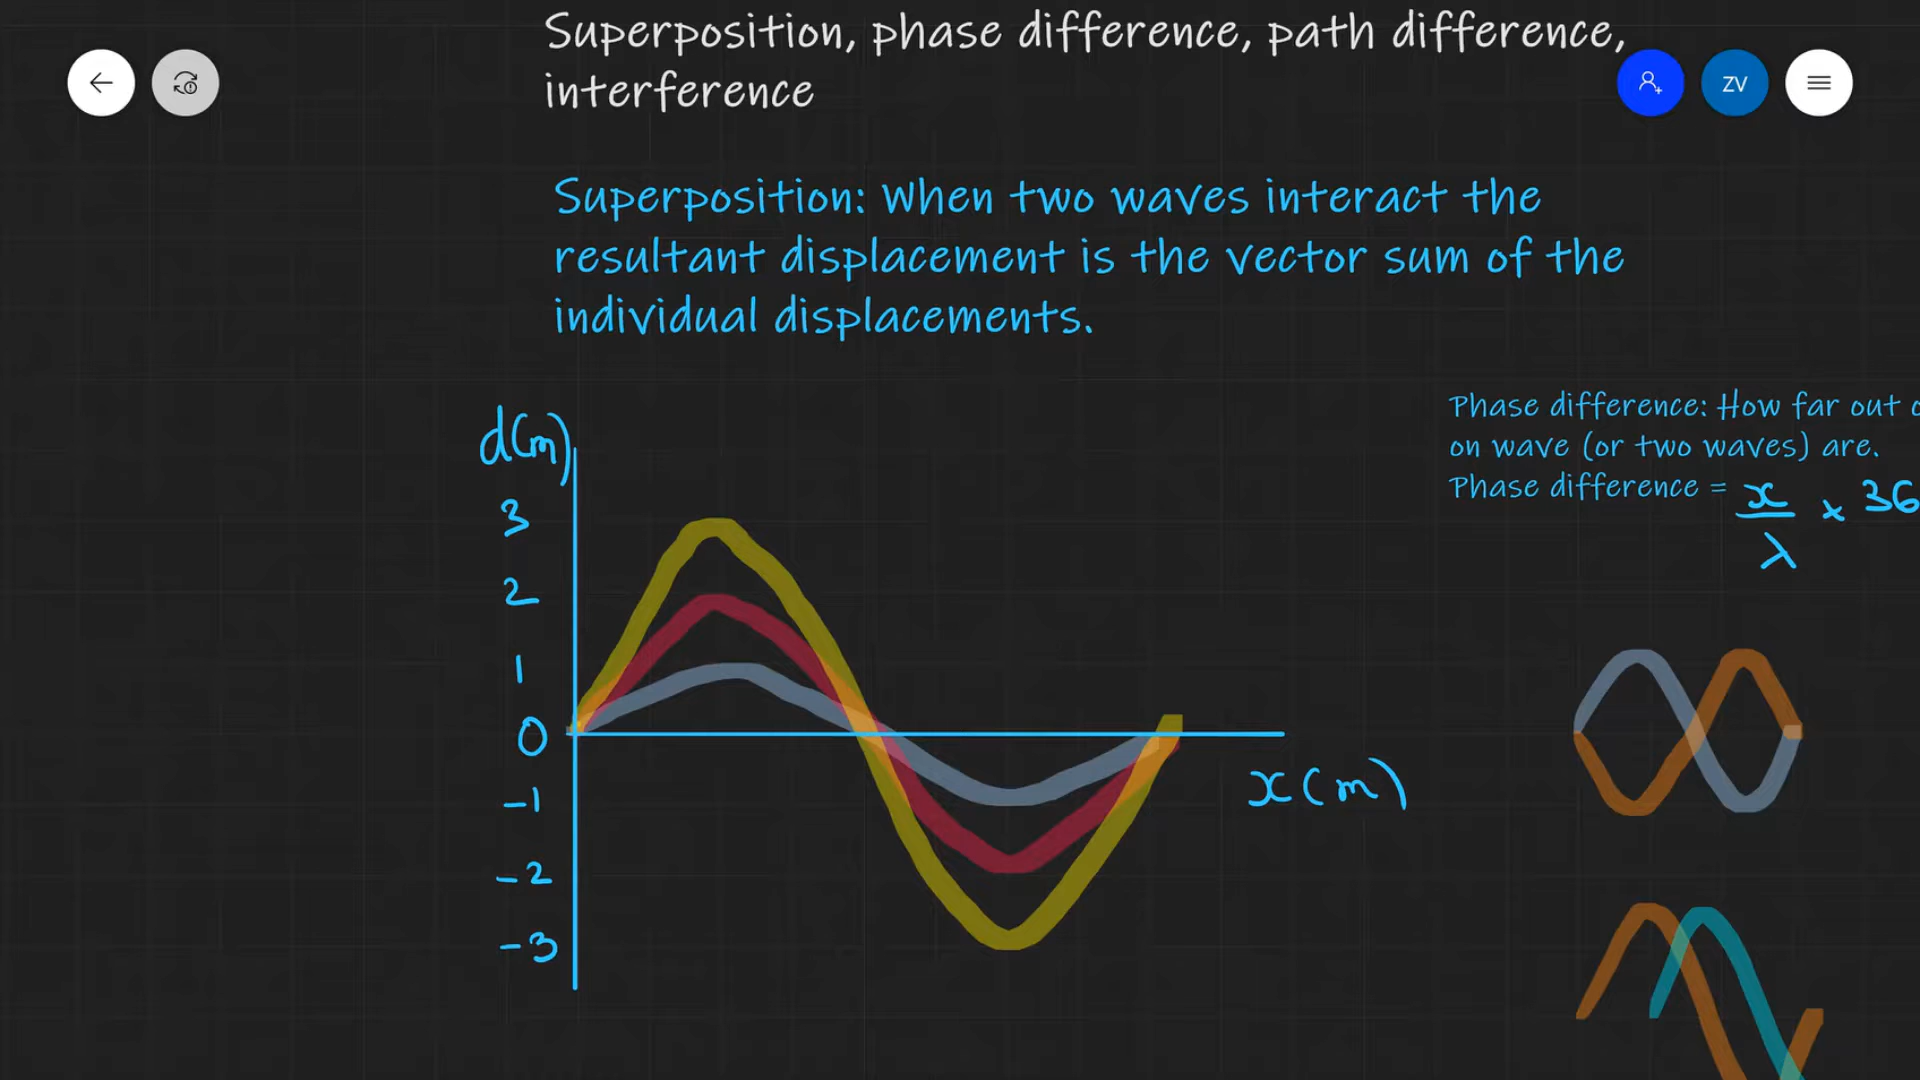 Superposition, phase difference, path difference,
interference
ZV
Superposition: When two waves interact the
resultant displacement is the vector sum of the
individual displacements.
Phase difference: How far out
on wave (or two waves) are.
Phase difference = x/λ × 36
d(m)
3
2
1
0
-1
-2
-3
x(m)